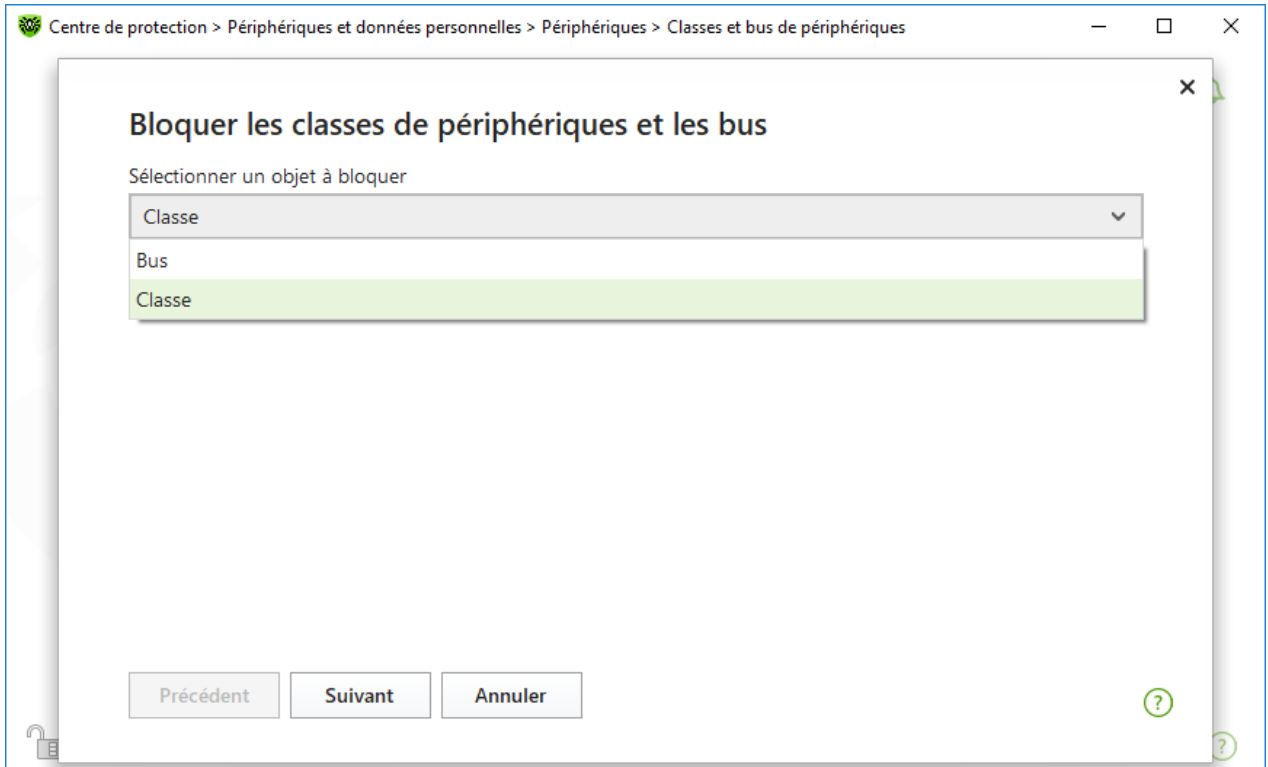 Centre de protection > Périphériques et données personnelles > Périphériques > Classes et bus de périphériques
Bloquer les classes de périphériques et les bus
Sélectionner un objet à bloquer
Classe
Bus
Classe
Précédent Suivant Annuler ?
?